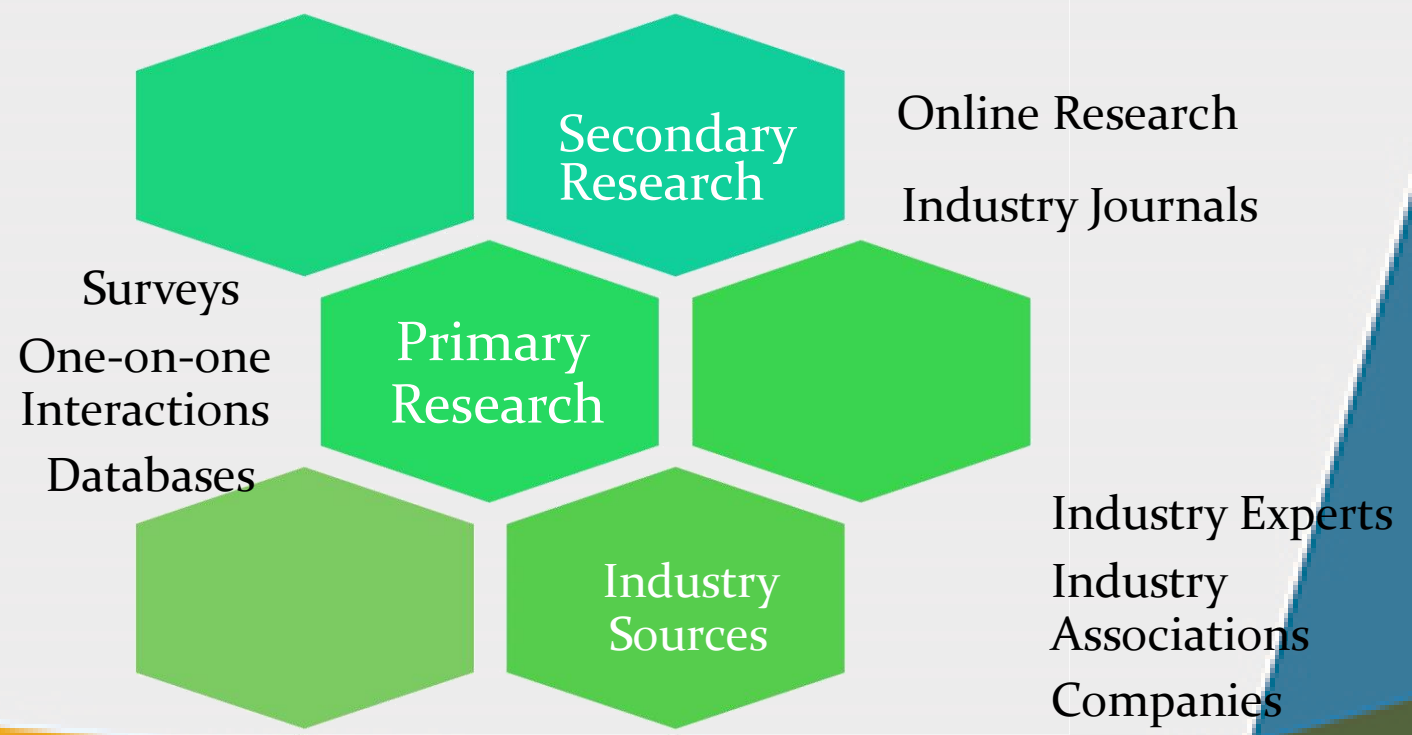 Secondary
Research
Online Research
Industry Journals
Surveys
One-on-one
Interactions
Databases
Primary
Research
Industry
Sources
Industry Experts
Industry
Associations
Companies